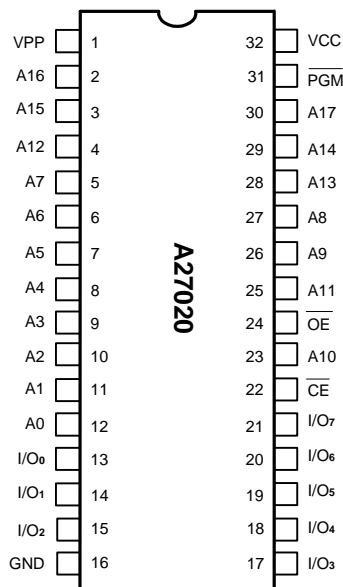 VPP 1 32 VCC
A16 2 31 P̅G̅M̅
A15 3 30 A17
A12 4 29 A14
A7 5 28 A13
A6 6 27 A8
A5 7 26 A9
A4 8 25 A11
A3 9 24 O̅E̅
A2 10 23 A10
A1 11 22 C̅E̅
A0 12 21 I/O₇
I/O₀ 13 20 I/O₆
I/O₁ 14 19 I/O₅
I/O₂ 15 18 I/O₄
GND 16 17 I/O₃
A27020